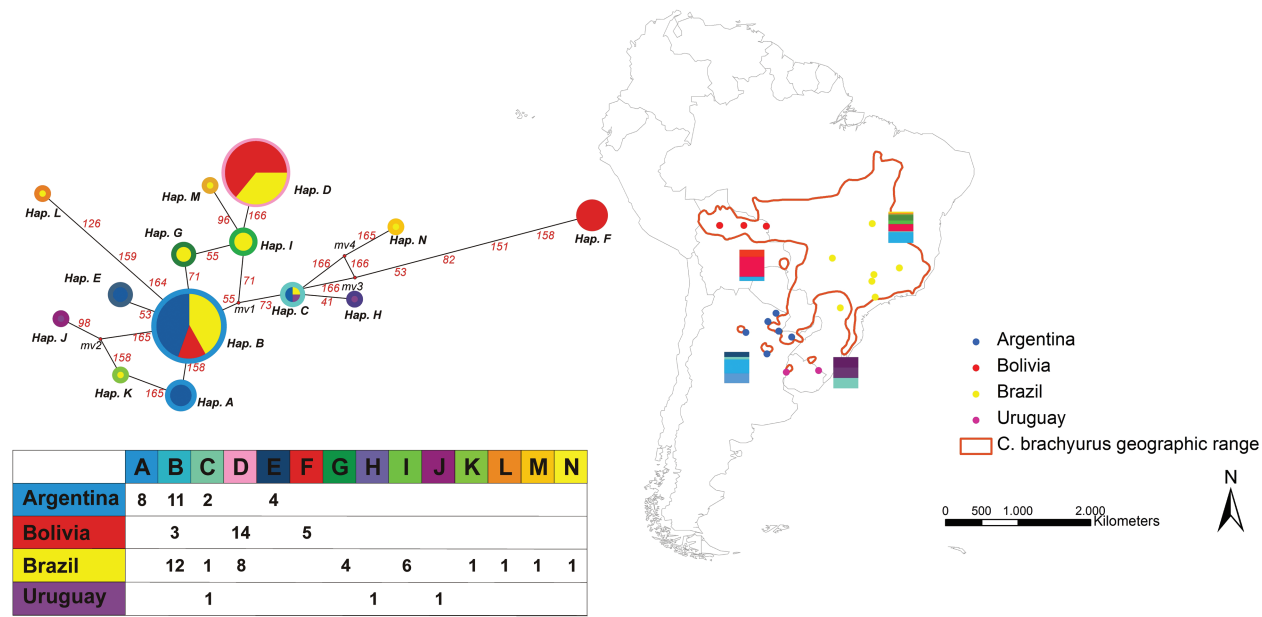 Hap. D
Hap. M
166
96
Hap. L
126
Hap. G
55
Hap. I
159
71
164
Hap. E
53
71
55
mv1
73
Hap. C
mv4
165
Hap. N
166
166
mv3
166
41
Hap. H
53
82
151
158
Hap. F
Hap. B
98
Hap. J
mv2
165
158
158
Hap. K
165
Hap. A
A B C D E F G H I J K L M N
Argentina 8 11 2 4
Bolivia 3 14 5
Brazil 12 1 8 4 6 1 1 1 1
Uruguay 1 1 1
Argentina
Bolivia
Brazil
Uruguay
C. brachyurus geographic range
N
0 500 1.000 2.000
Kilometers